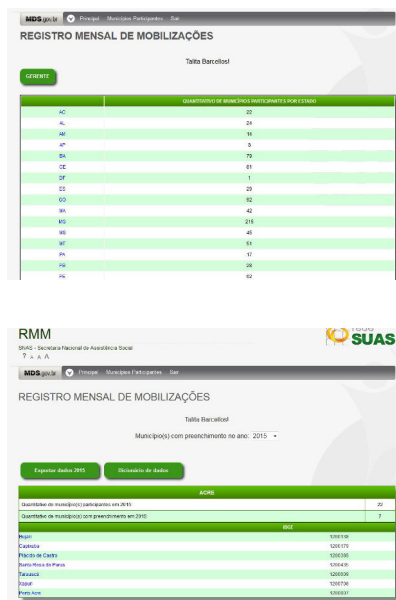 MDS.gov.br Principal Municípios Participantes Sair
REGISTRO MENSAL DE MOBILIZAÇÕES
Talita Barcellos!
GERENTE
QUANTITATIVO DE MUNICÍPIOS PARTICIPANTES POR ESTADO
AC 22
AL 24
AM 14
AP
BA 79
CE 61
DF 1
ES 29
GO 52
MA 42
MG 215
MS 45
MT 51
PA 17
PB 28
PE 62
RMM
SUAS
SNAS - Secretaria Nacional de Assistência Social
? A A A
MDS.gov.br Principal Municípios Participantes Sair
REGISTRO MENSAL DE MOBILIZAÇÕES
Talita Barcellos!
Município(s) com preenchimento no ano: 2015
Exportar dados 2015 Dicionário de dados
ACRE
Quantitativo de município(s) participantes em 2015: 22
Quantitativo de município(s) com preenchimento em 2015: 7
IBGE
Bujari 1200138
Capixaba 1200179
Plácido de Castro 1200385
Santa Rosa do Purus 1200435
Tarauacá 1200609
Xapuri 1200708
Porto Acre 1200807